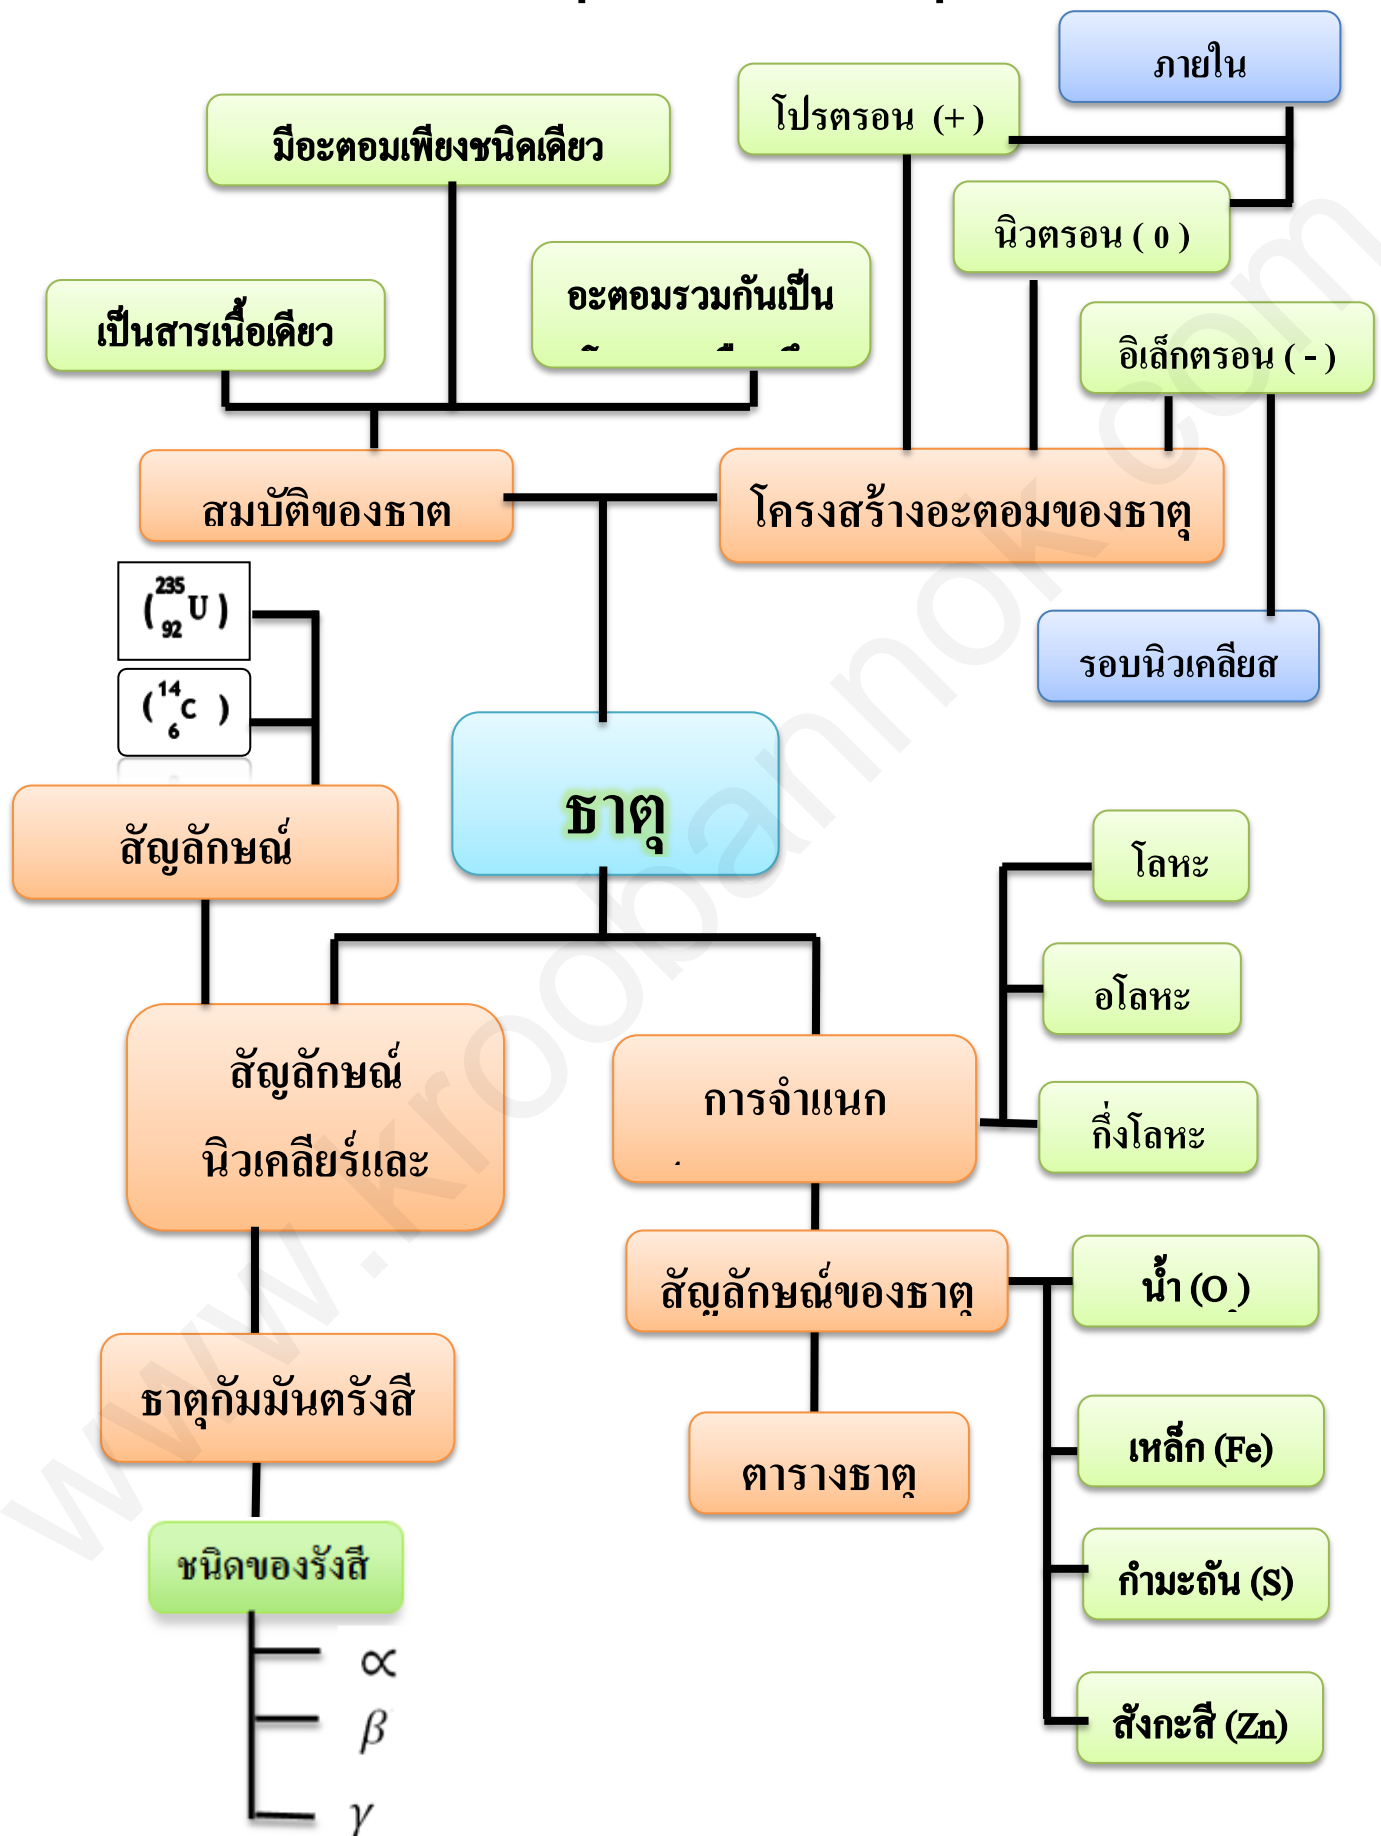 ภายใน
โปรตรอน (+ )
มีอะตอมเพียงชนิดเดียว
นิวตรอน ( 0 )
อะตอมรวมกันเป็น
เป็นสารเนื้อเดียว
อิเล็กตรอน ( - )
สมบัติของธาต
โครงสร้างอะตอมของธาตุ
( 235 92 U )
รอบนิวเคลียส
( 14 6 C )
ธาตุ
สัญลักษณ์
โลหะ
อโลหะ
สัญลักษณ์
นิวเคลียร์และ
การจำแนก
กึ่งโลหะ
สัญลักษณ์ของธาตุ
น้ำ (O )
ธาตุกัมมันตรังสี
เหล็ก (Fe)
ตารางธาตุ
ชนิดของรังสี
กำมะถัน (S)
∝
β
สังกะสี (Zn)
γ
www.kroobannok.com